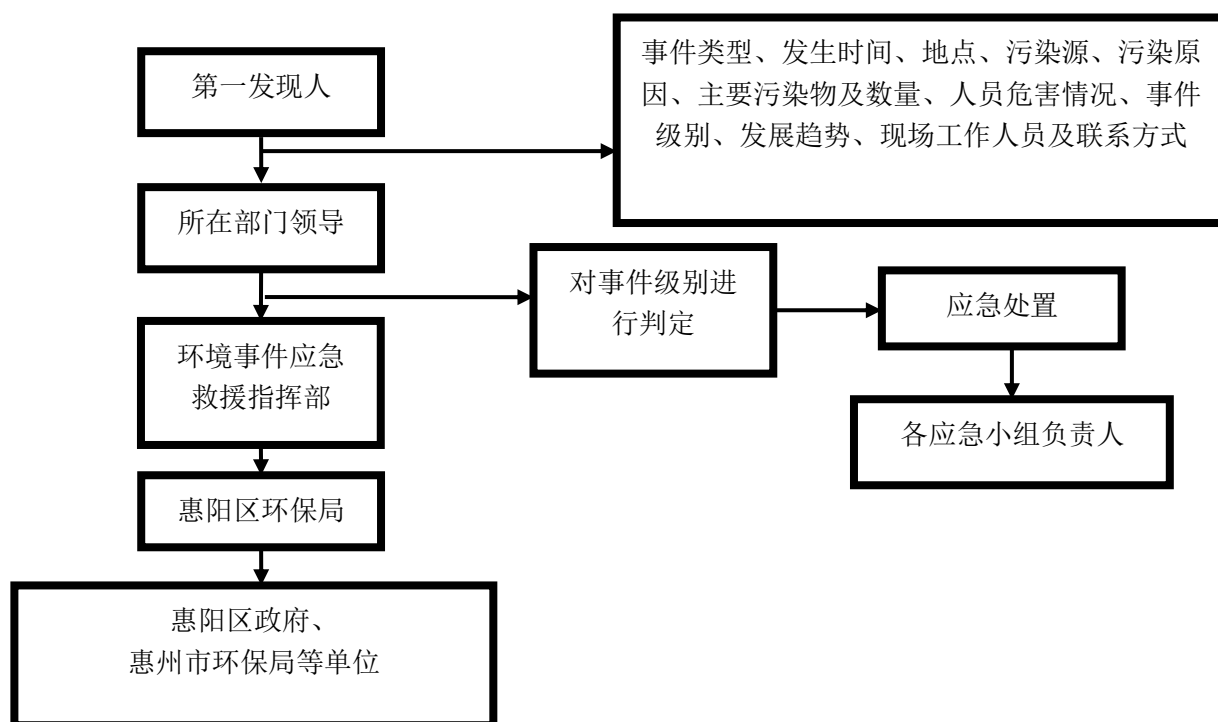 第一发现人
事件类型、发生时间、地点、污染源、污染原
因、主要污染物及数量、人员危害情况、事件
级别、发展趋势、现场工作人员及联系方式
所在部门领导
对事件级别进
行判定
应急处置
环境事件应急
救援指挥部
各应急小组负责人
惠阳区环保局
惠阳区政府、
惠州市环保局等单位